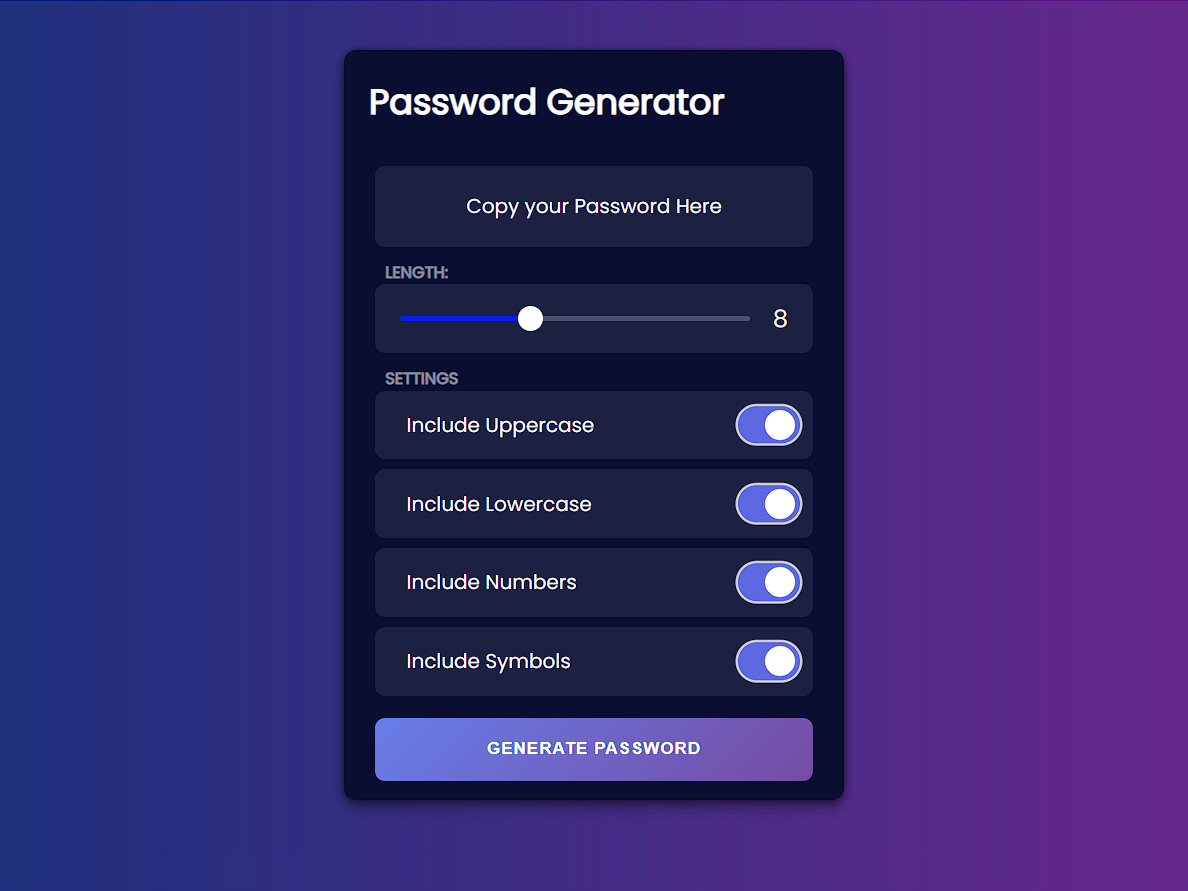 Password Generator
Copy your Password Here
LENGTH:
8
SETTINGS
Include Uppercase
Include Lowercase
Include Numbers
Include Symbols
GENERATE PASSWORD